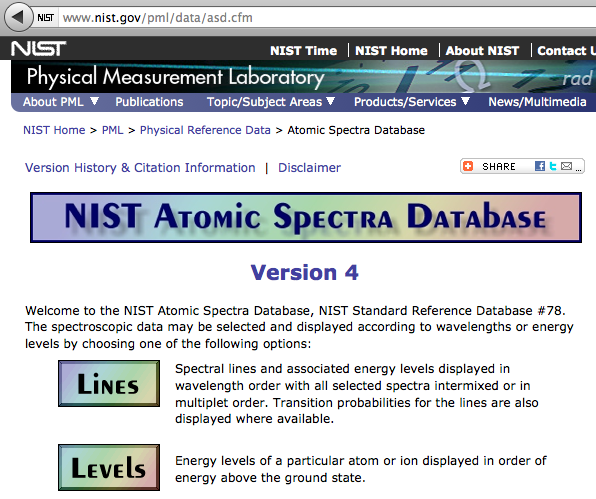 NIST www.nist.gov/pml/data/asd.cfm
NIST NIST Time | NIST Home | About NIST | Contact U
Physical Measurement Laboratory rad
About PML ▼ Publications Topic/Subject Areas ▼ Products/Services ▼ News/Multimedia
NIST Home > PML > Physical Reference Data > Atomic Spectra Database
Version History & Citation Information | Disclaimer
SHARE ...
NIST Atomic Spectra Database
Version 4
Welcome to the NIST Atomic Spectra Database, NIST Standard Reference Database #78.
The spectroscopic data may be selected and displayed according to wavelengths or energy
levels by choosing one of the following options:
Lines
Spectral lines and associated energy levels displayed in
wavelength order with all selected spectra intermixed or in
multiplet order. Transition probabilities for the lines are also
displayed where available.
Levels
Energy levels of a particular atom or ion displayed in order of
energy above the ground state.